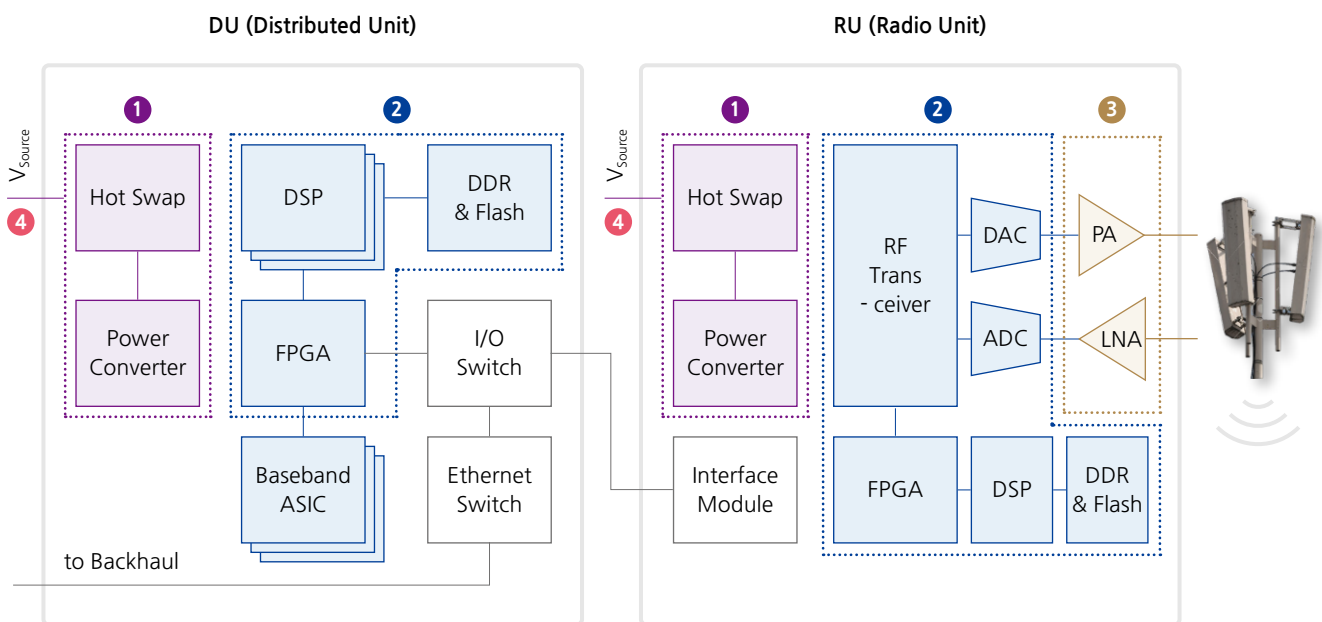 DU (Distributed Unit)
RU (Radio Unit)
1
2
V Source
4
Hot Swap
Power
Converter
DSP
DDR
& Flash
FPGA
I/O
Switch
Baseband
ASIC
Ethernet
Switch
to Backhaul
1
2
3
V Source
4
Hot Swap
Power
Converter
Interface
Module
RF
Trans
- ceiver
DAC
ADC
PA
LNA
FPGA
DSP
DDR
& Flash